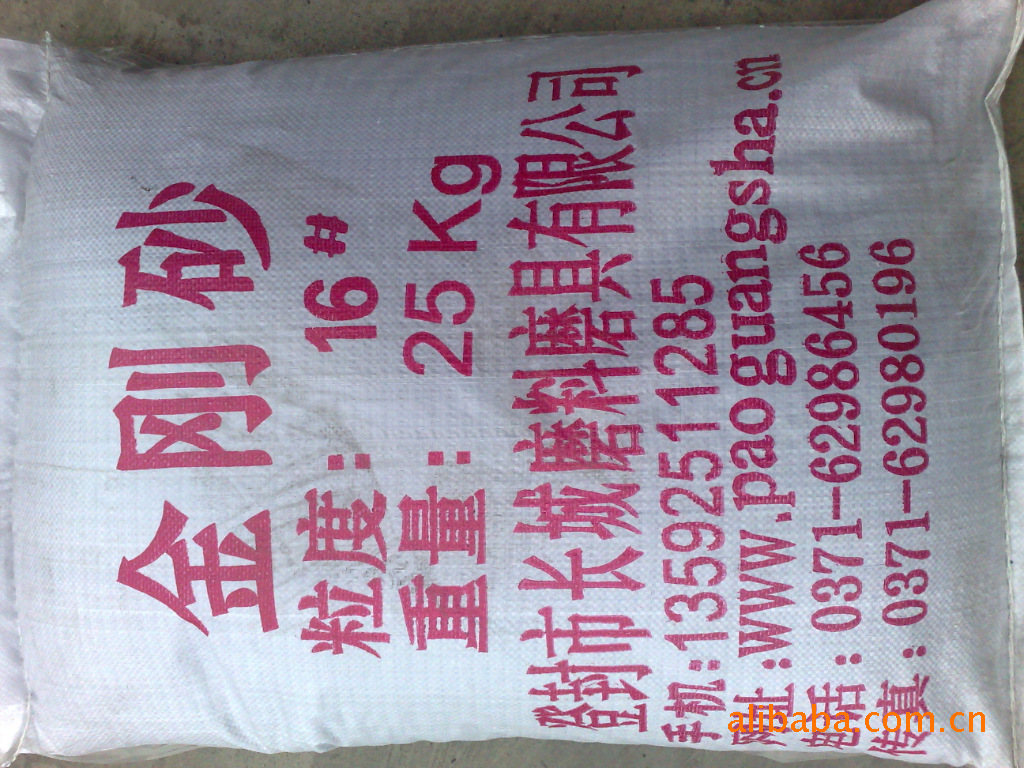 金刚砂
粒度：16#
重量：25Kg
登封市长城磨料磨具有限公司
手机:13592511285
网址:www.paoguangsha.cn
电话：0371-62986456
传真：0371-62980196
alibaba.com.cn